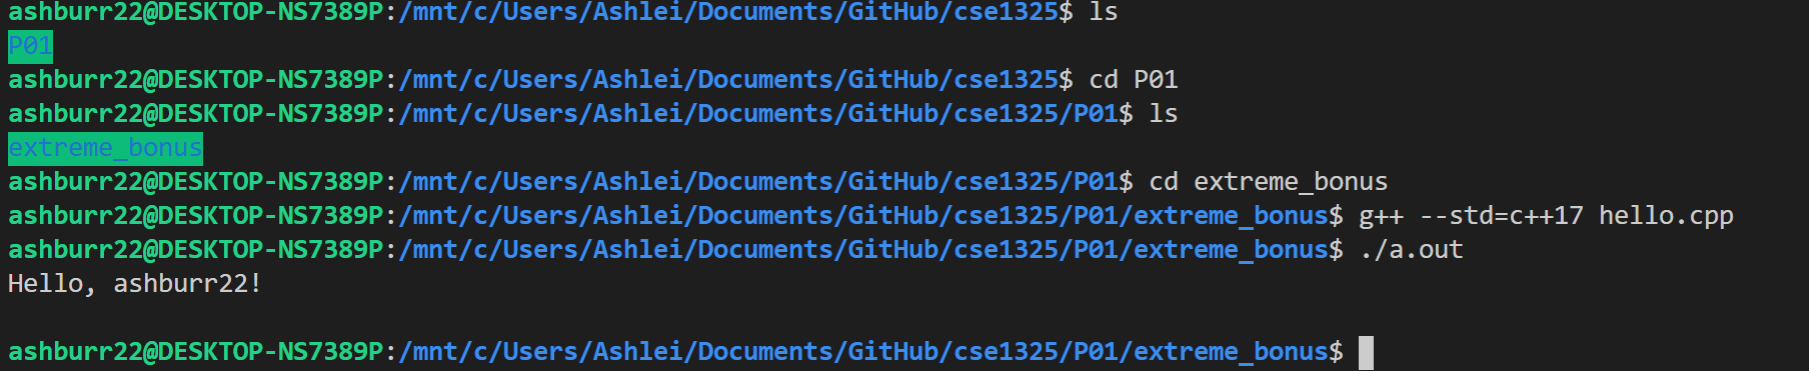 ashburr22@DESKTOP-NS7389P:/mnt/c/Users/Ashlei/Documents/GitHub/cse1325$ ls
P01
ashburr22@DESKTOP-NS7389P:/mnt/c/Users/Ashlei/Documents/GitHub/cse1325$ cd P01
ashburr22@DESKTOP-NS7389P:/mnt/c/Users/Ashlei/Documents/GitHub/cse1325/P01$ ls
extreme_bonus
ashburr22@DESKTOP-NS7389P:/mnt/c/Users/Ashlei/Documents/GitHub/cse1325/P01$ cd extreme_bonus
ashburr22@DESKTOP-NS7389P:/mnt/c/Users/Ashlei/Documents/GitHub/cse1325/P01/extreme_bonus$ g++ --std=c++17 hello.cpp
ashburr22@DESKTOP-NS7389P:/mnt/c/Users/Ashlei/Documents/GitHub/cse1325/P01/extreme_bonus$ ./a.out
Hello, ashburr22!
ashburr22@DESKTOP-NS7389P:/mnt/c/Users/Ashlei/Documents/GitHub/cse1325/P01/extreme_bonus$